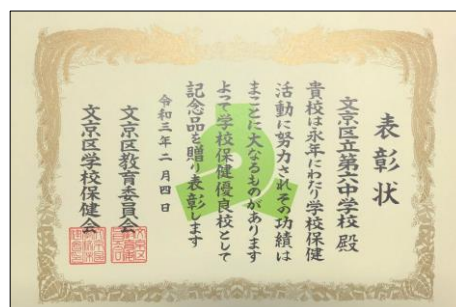 表彰状
文京区立第六中学校 殿
貴校は永年にわたり学校保健
活動に努力されその功績は
まことに大なるものがあります
よって学校保健優良校として
記念品を贈り表彰します
令和三年二月四日
文京区教育委員会
文京区学校保健会